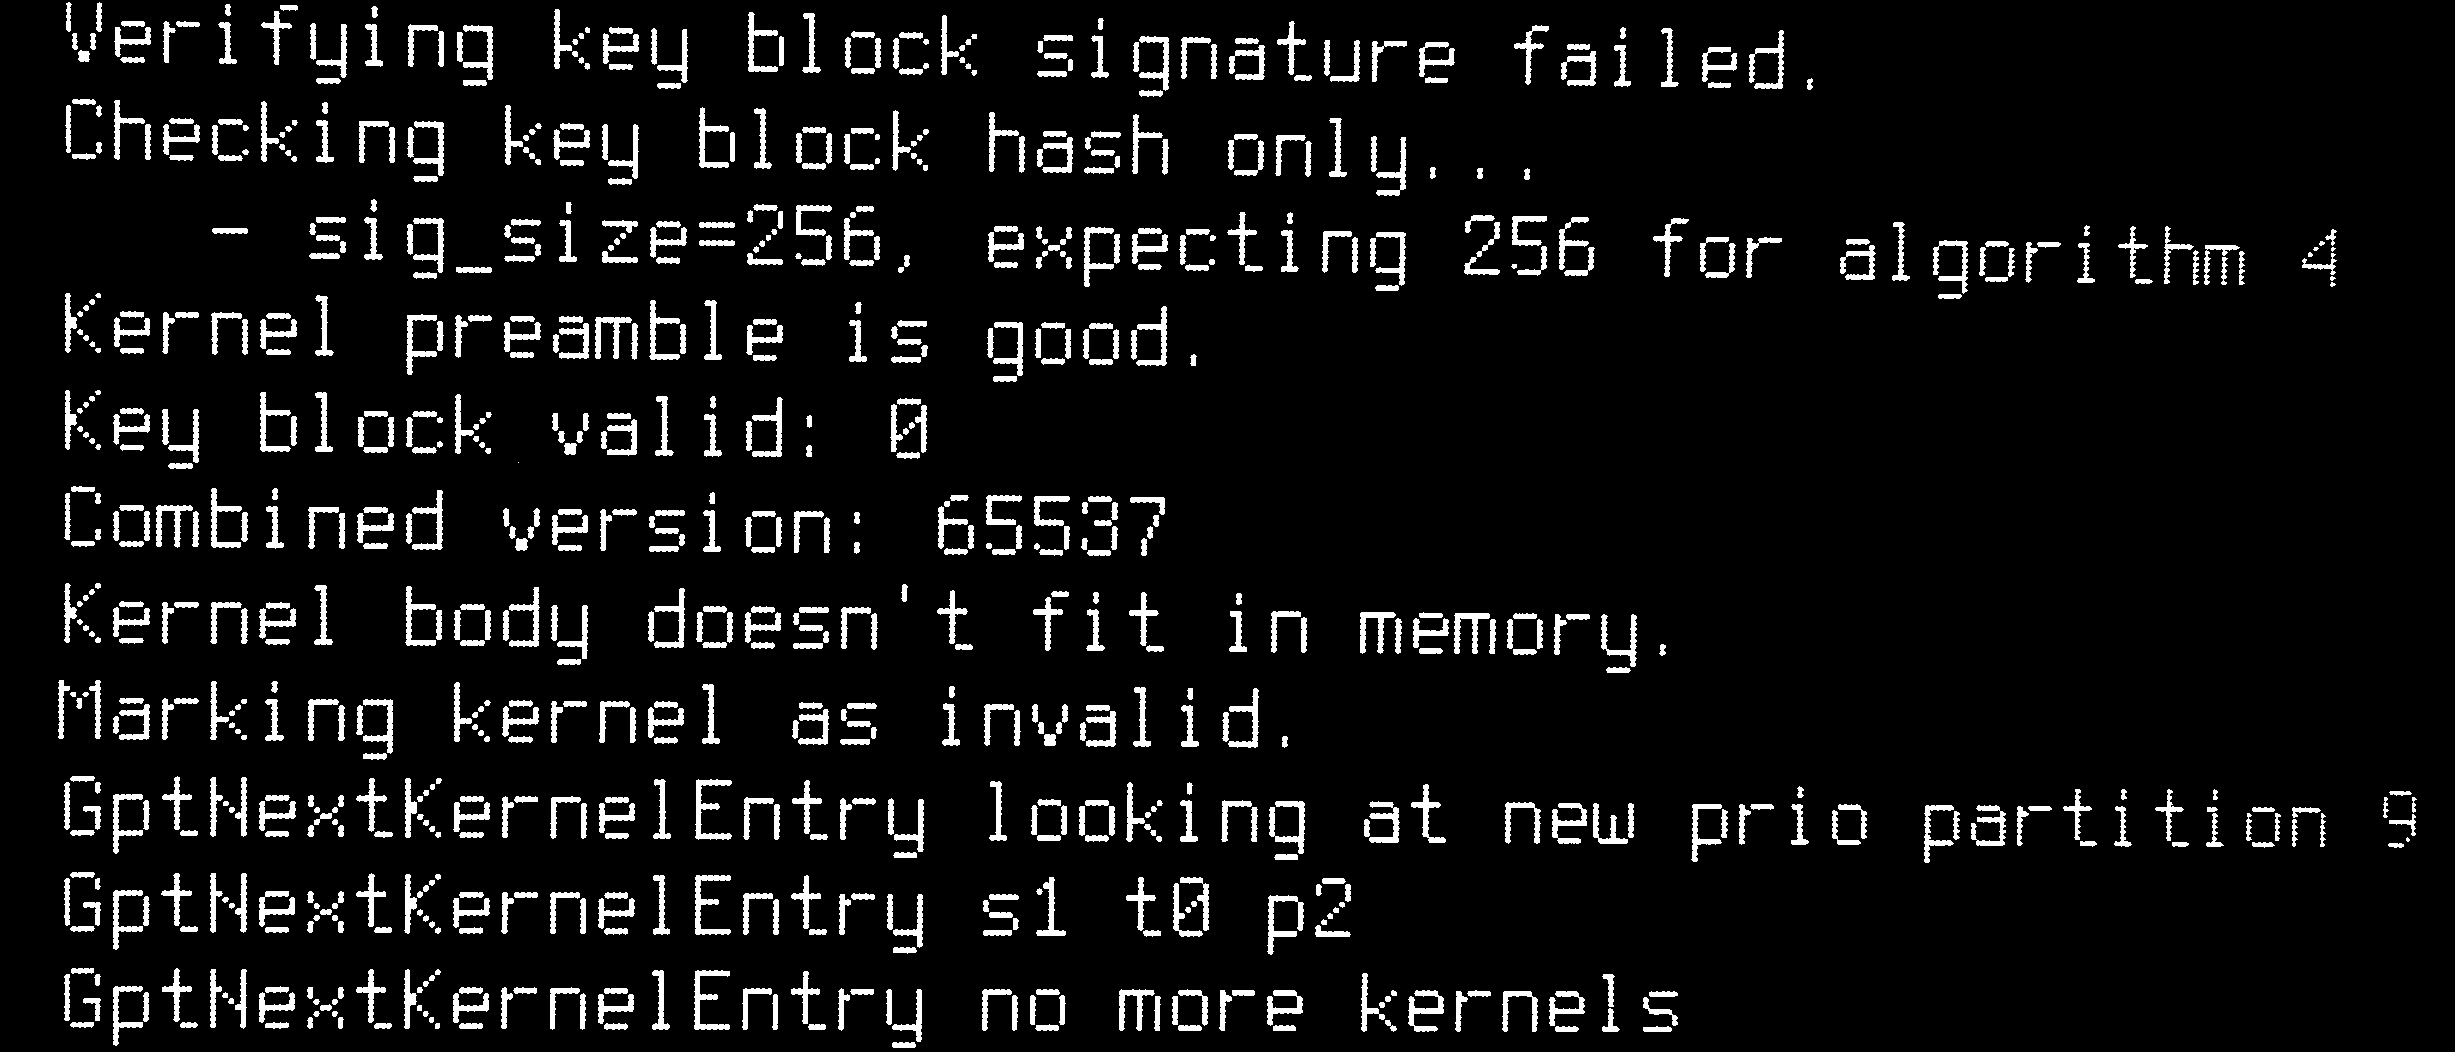 Verifying key block signature failed.
Checking key block hash only...
- sig_size=256, expecting 256 for algorithm 4
Kernel preamble is good.
Key block valid: 0
Combined version: 65537
Kernel body doesn't fit in memory.
Marking kernel as invalid.
GptNextKernelEntry looking at new prio partition 9
GptNextKernelEntry s1 t0 p2
GptNextKernelEntry no more kernels